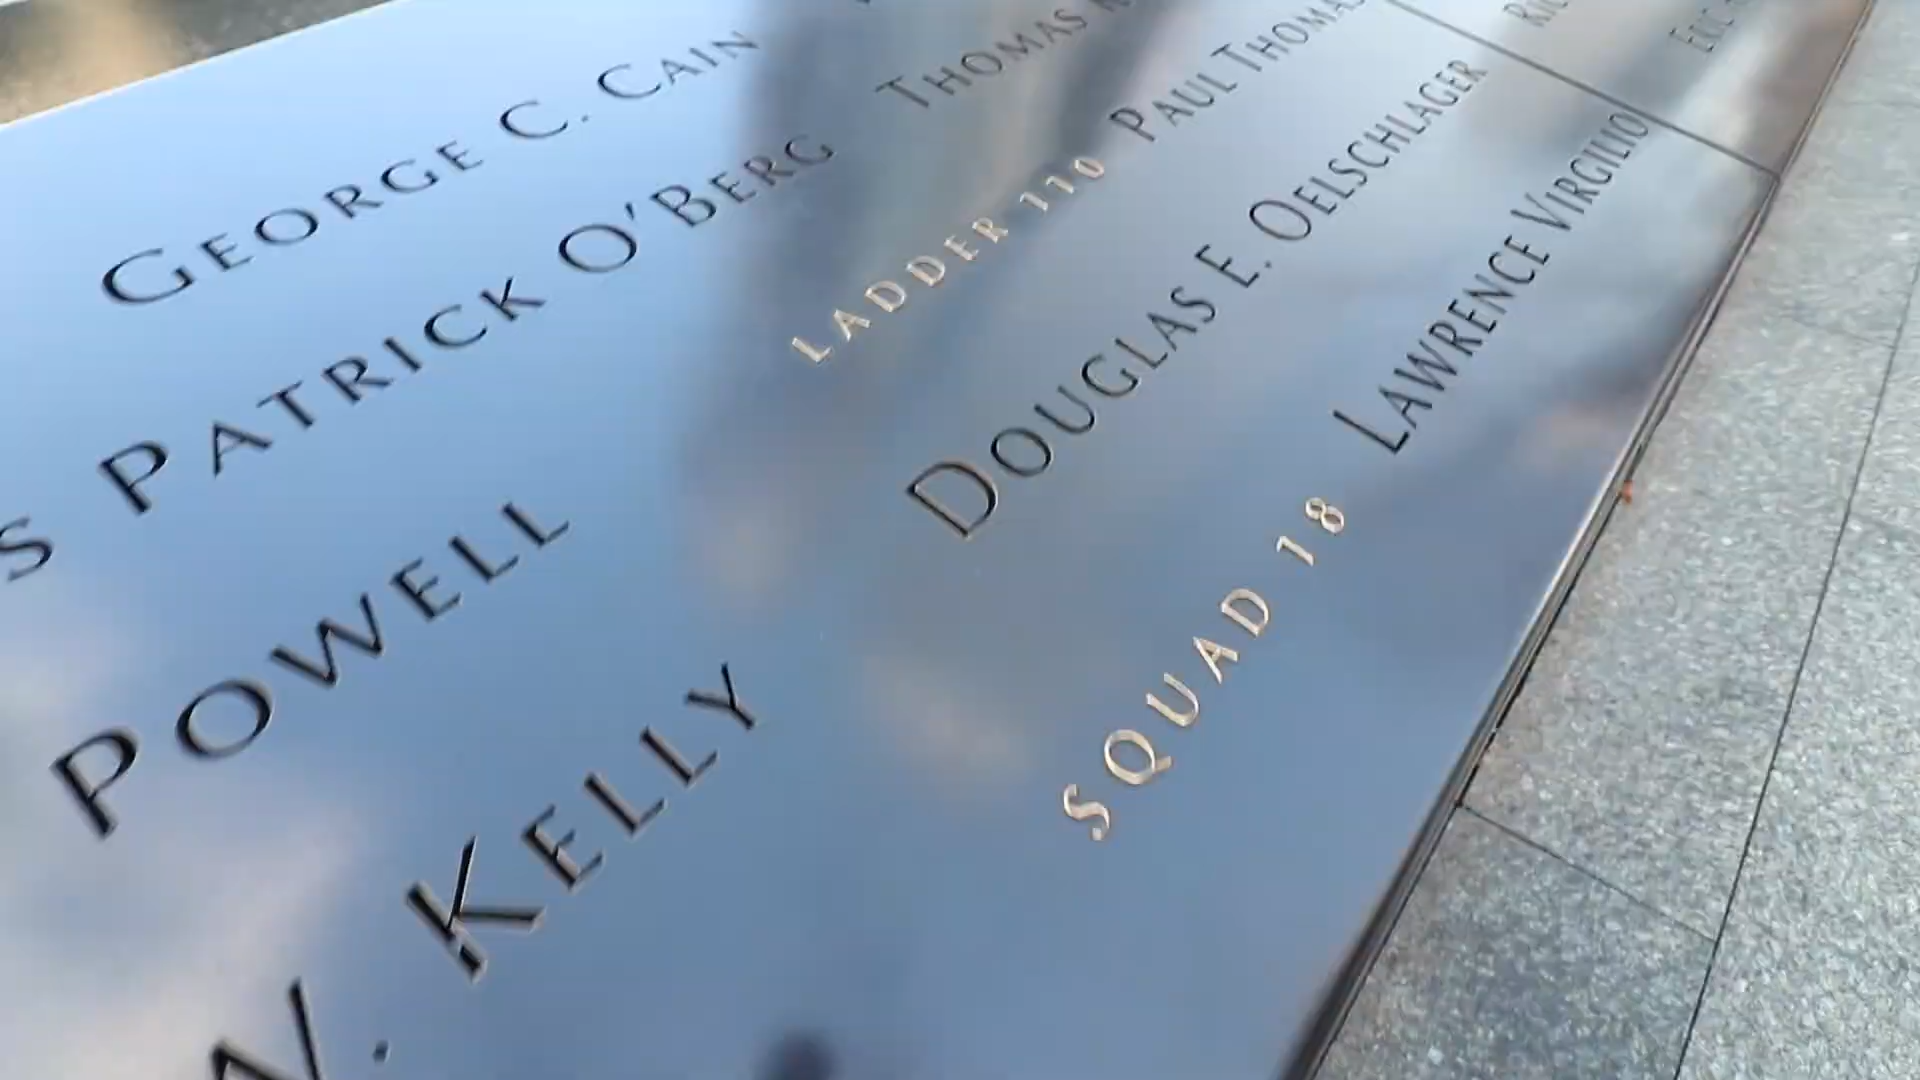 GEORGE C. CAIN
S PATRICK O'BERG THOMAS
POWELL LADDER 110 PAUL THOMAS
W. KELLY DOUGLAS E. OELSCHLAGER
SQUAD 18 LAWRENCE VIRGILIO